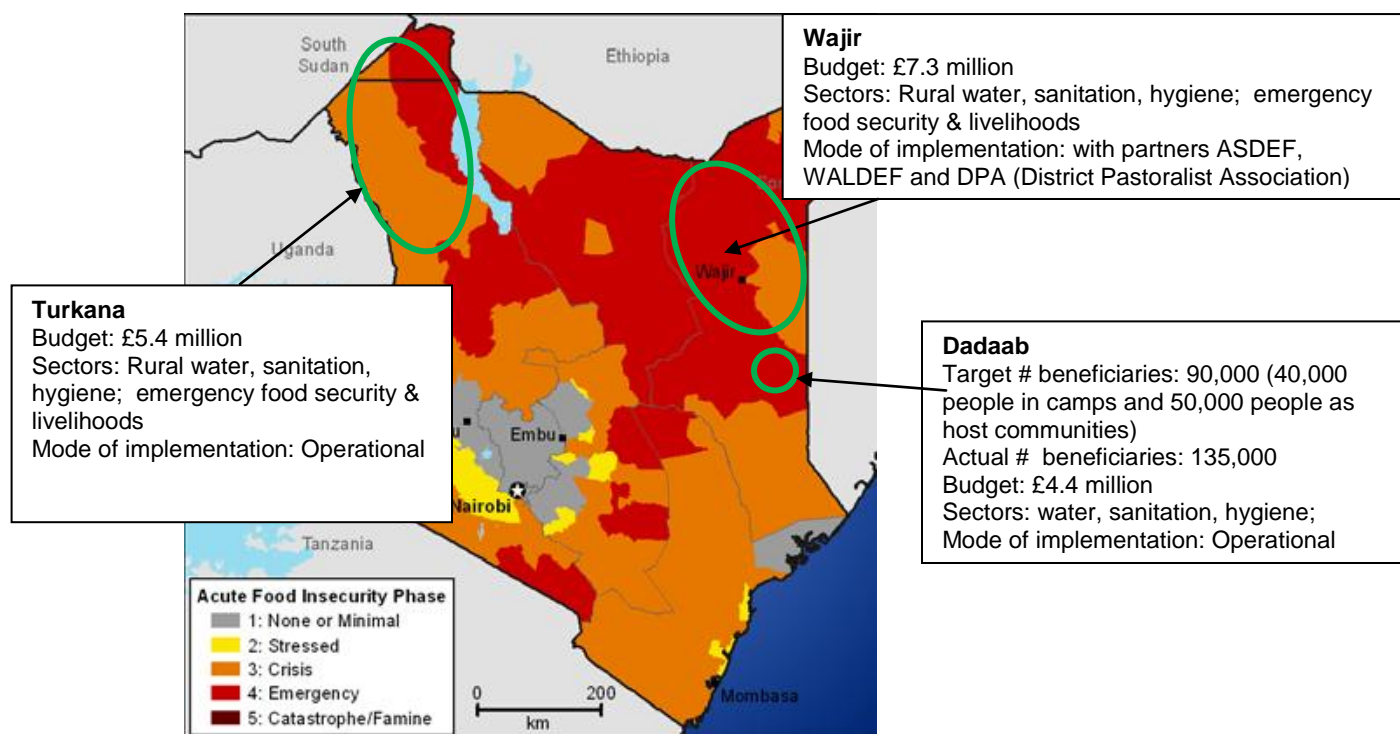 South
Sudan
Ethiopia
Uganda
Wajir
Embu
Nairobi
Tanzania
Mombasa
Wajir
Budget: £7.3 million
Sectors: Rural water, sanitation, hygiene; emergency
food security & livelihoods
Mode of implementation: with partners ASDEF,
WALDEF and DPA (District Pastoralist Association)
Turkana
Budget: £5.4 million
Sectors: Rural water, sanitation,
hygiene; emergency food security &
livelihoods
Mode of implementation: Operational
Dadaab
Target # beneficiaries: 90,000 (40,000
people in camps and 50,000 people as
host communities)
Actual # beneficiaries: 135,000
Budget: £4.4 million
Sectors: water, sanitation, hygiene;
Mode of implementation: Operational
Acute Food Insecurity Phase
1: None or Minimal
2: Stressed
3: Crisis
4: Emergency
5: Catastrophe/Famine
0 200
km